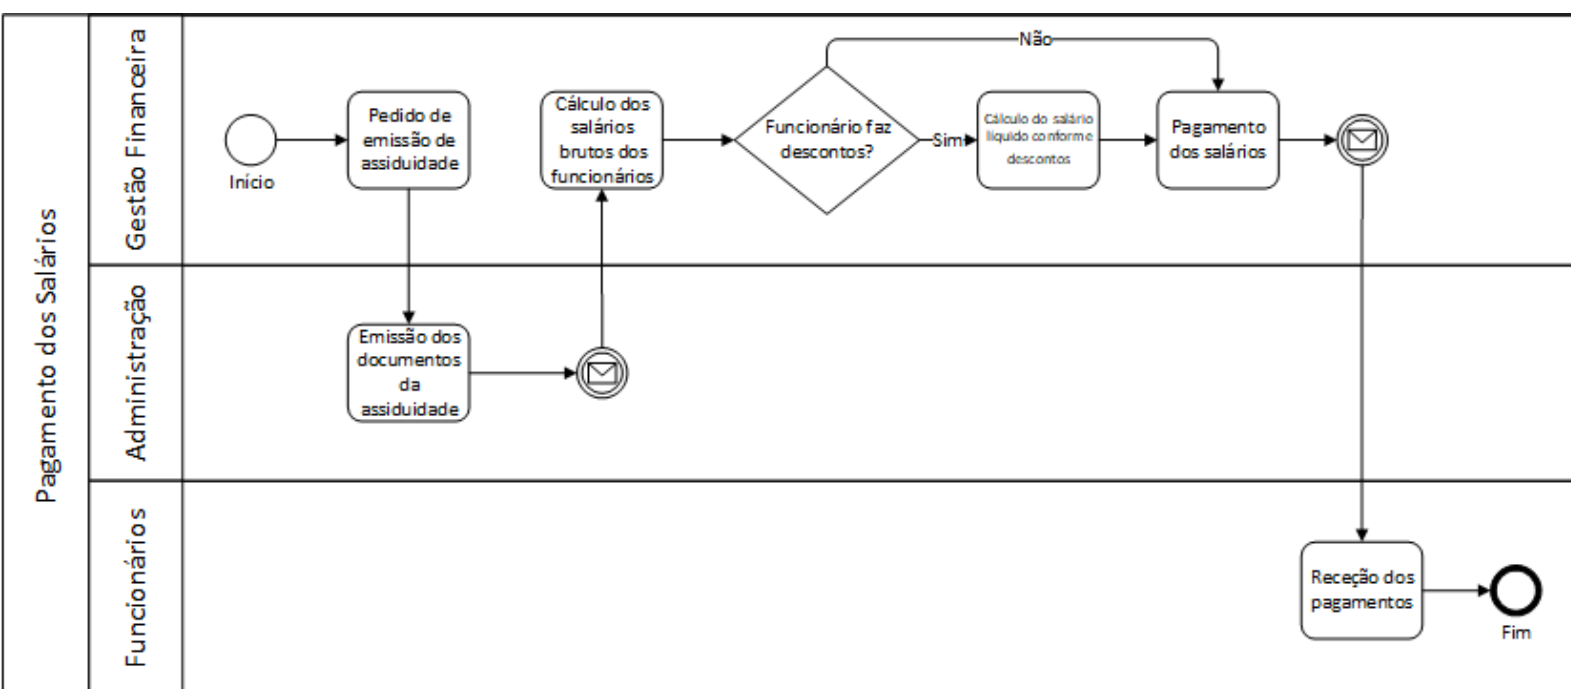 Pagamento dos Salários
Gestão Financeira
Início
Pedido de
emissão de
assiduidade
Cálculo dos
salários
brutos dos
funcionários
Funcionário faz
descontos?
Não
Sim
Cálculo do salário
líquido conforme
descontos
Pagamento
dos salários
Administração
Emissão dos
documentos
da
assiduidade
Funcionários
Receção dos
pagamentos
Fim